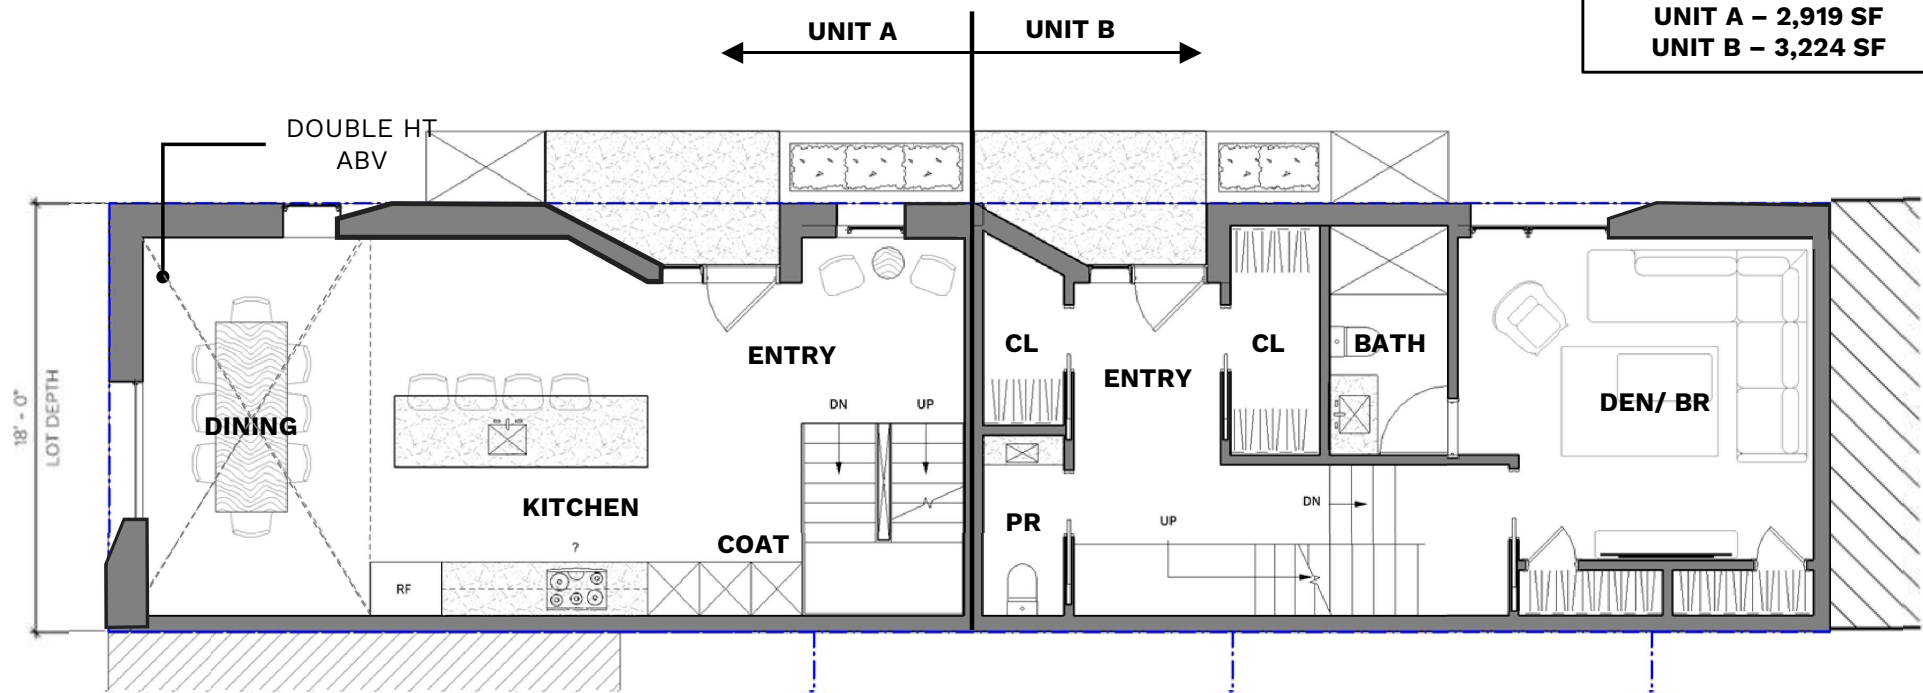 UNIT A
UNIT B
UNIT A – 2,919 SF
UNIT B – 3,224 SF
DOUBLE HT
ABV
18' - 0"
LOT DEPTH
DINING
KITCHEN
ENTRY
COAT
?
RF
DN
UP
CL
ENTRY
CL
BATH
DEN/ BR
PR
UP
DN